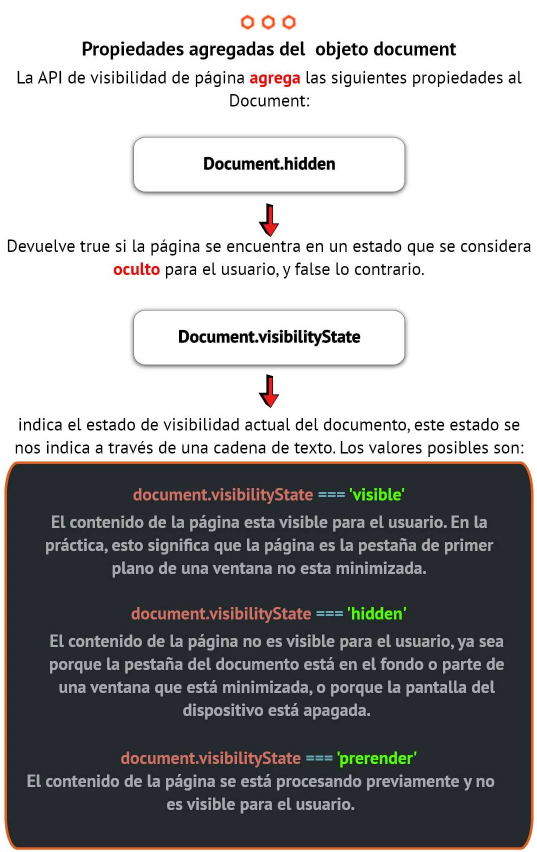 Propiedades agregadas del objeto document
La API de visibilidad de página agrega las siguientes propiedades al
Document:
Document.hidden
Devuelve true si la página se encuentra en un estado que se considera
oculto para el usuario, y false lo contrario.
Document.visibilityState
indica el estado de visibilidad actual del documento, este estado se
nos indica a través de una cadena de texto. Los valores posibles son:
document.visibilityState === 'visible'
El contenido de la página esta visible para el usuario. En la
práctica, esto significa que la página es la pestaña de primer
plano de una ventana no esta minimizada.
document.visibilityState === 'hidden'
El contenido de la página no es visible para el usuario, ya sea
porque la pestaña del documento está en el fondo o parte de
una ventana que está minimizada, o porque la pantalla del
dispositivo está apagada.
document.visibilityState === 'prerender'
El contenido de la página se está procesando previamente y no
es visible para el usuario.